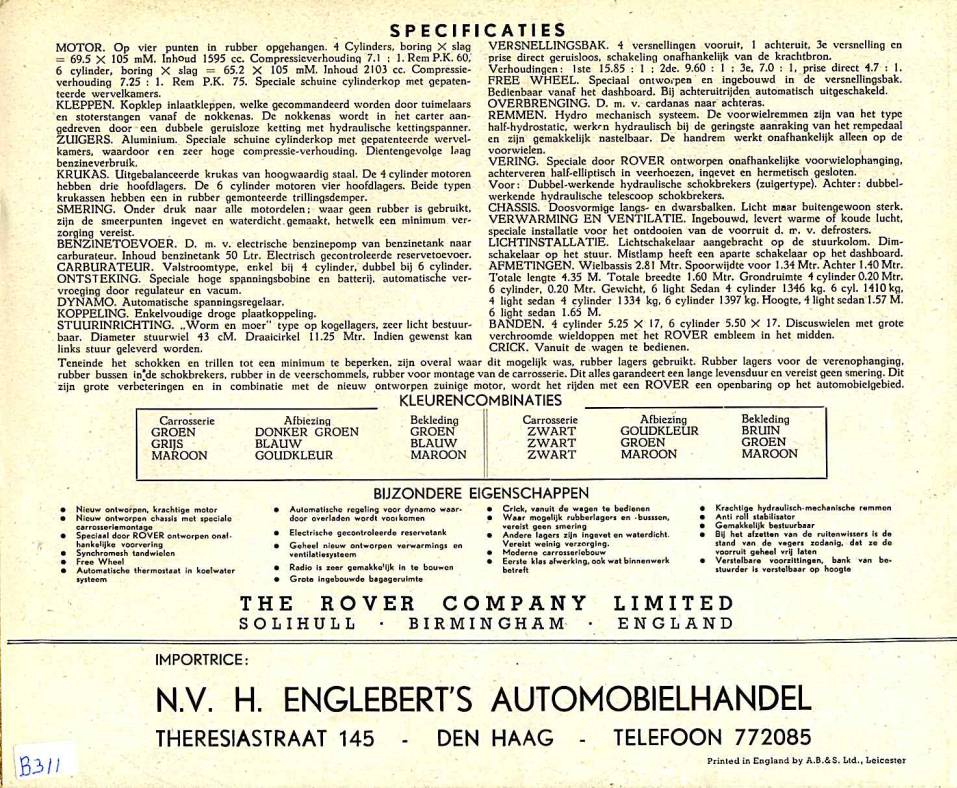 SPECIFICATIES
MOTOR. Op vier punten in rubber opgehangen. 4 Cylinders, boring × slag
= 69.5 × 105 mM. Inhoud 1595 cc. Compressieverhouding 7.1 : 1. Rem P.K. 60,
6 cylinder, boring × slag = 65.2 × 105 mM. Inhoud 2103 cc. Compressie-
verhouding 7.25 : 1. Rem P.K. 75. Speciale schuine cylinderkop met gepaten-
teerde wervelkamers.
KLEPPEN. Kopklep inlaatkleppen, welke gecommandeerd worden door tuimelaars
en stoterstangen vanaf de nokkenas. De nokkenas wordt in het carter aan-
gedreven door een dubbele geruisloze ketting met hydraulische kettingspanner.
ZUIGERS. Aluminium. Speciale schuine cylinderkop met gepatenteerde wervel-
kamers, waardoor een zeer hoge compressie-verhouding. Dientengevolge laag
benzineverbruik.
KRUKAS. Uitgebalanceerde krukas van hoogwaardig staal. De 4 cylinder motoren
hebben drie hoofdlagers. De 6 cylinder motoren vier hoofdlagers. Beide typen
krukassen hebben een in rubber gemonteerde trillingsdemper.
SMERING. Onder druk naar alle motordelen; waar geen rubber is gebruikt,
zijn de smeerpunten ingevet en waterdicht gemaakt, hetwelk een minimum ver-
zorging vereist.
BENZINETOEVOER. D. m. v. electrische benzinepomp van benzinetank naar
carburateur. Inhoud benzinetank 50 Ltr. Electrisch gecontroleerde reservetoevoer.
CARBURATEUR. Valstroomtype, enkel bij 4 cylinder, dubbel bij 6 cylinder.
ONTSTEKING. Speciale hoge spanningsbobine en batterij, automatische ver-
vroeging door regulateur en vacum.
DYNAMO. Automatische spanningsregelaar.
KOPPELING. Enkelvoudige droge plaatkoppeling.
STUURINRICHTING. „Worm en moer" type op kogellagers, zeer licht bestuur-
baar. Diameter stuurwiel 43 cM. Draaicirkel 11.25 Mtr. Indien gewenst kan
links stuur geleverd worden.
VERSNELLINGSBAK. 4 versnellingen vooruit, 1 achteruit, 3e versnelling en
prise direct geruisloos, schakeling onafhankelijk van de krachtbron.
Verhoudingen: 1ste 15.85 : 1 ; 2de. 9.60 : 1 ; 3e, 7.0 : 1, prise direct 4.7 : 1.
FREE WHEEL. Speciaal ontworpen en ingebouwd in de versnellingsbak.
Bedienbaar vanaf het dashboard. Bij achteruitrijden automatisch uitgeschakeld.
OVERBRENGING. D. m. v. cardanas naar achteras.
REMMEN. Hydro mechanisch systeem. De voorwielremmen zijn van het type
half-hydrostatic, werken hydraulisch bij de geringste aanraking van het rempedaal
en zijn gemakkelijk nastelbaar. De handrem werkt onafhankelijk alleen op de
voorwielen.
VERING. Speciale door ROVER ontworpen onafhankelijke voorwielophanging,
achterveren half-elliptisch in veerhoezen, ingevet en hermetisch gesloten.
Voor: Dubbel-werkende hydraulische schokbrekers (zuigertype). Achter: dubbel-
werkende hydraulische telescoop schokbrekers.
CHASSIS. Doosvormige langs- en dwarsbalken. Licht maar buitengewoon sterk.
VERWARMING EN VENTILATIE. Ingebouwd, levert warme of koude lucht,
speciale installatie voor het ontdooien van de voorruit d. m. v. defrosters.
LICHTINSTALLATIE. Lichtschakelaar aangebracht op de stuurkolom. Dim-
schakelaar op het stuur. Mistlamp heeft een aparte schakelaar op het dashboard.
AFMETINGEN. Wielbassis 2.81 Mtr. Spoorwijdte voor 1.34 Mtr. Achter 1.40 Mtr.
Totale lengte 4.35 M. Totale breedte 1.60 Mtr. Grondruimte 4 cylinder 0.20 Mtr.
6 cylinder, 0.20 Mtr. Gewicht, 6 light Sedan 4 cylinder 1346 kg. 6 cyl. 1410 kg,
4 light sedan 4 cylinder 1334 kg, 6 cylinder 1397 kg. Hoogte, 4 light sedan 1.57 M.
6 light sedan 1.65 M.
BANDEN. 4 cylinder 5.25 × 17, 6 cylinder 5.50 × 17. Discuswielen met grote
verchroomde wieldoppen met het ROVER embleem in het midden.
CRICK. Vanuit de wagen te bedienen.
Teneinde het schokken en trillen tot een minimum te beperken, zijn overal waar dit mogelijk was, rubber lagers gebruikt. Rubber lagers voor de verenophanging,
rubber bussen in de schokbrekers, rubber in de veerschommels, rubber voor montage van de carrosserie. Dit alles garandeert een lange levensduur en vereist geen smering. Dit
zijn grote verbeteringen en in combinatie met de nieuw ontworpen zuinige motor, wordt het rijden met een ROVER een openbaring op het automobielgebied.
KLEURENCOMBINATIES
Carrosserie Afbiezing Bekleding
GROEN DONKER GROEN GROEN
GRIJS BLAUW BLAUW
MAROON GOUDKLEUR MAROON
Carrosserie Afbiezing Bekleding
ZWART GOUDKLEUR BRUIN
ZWART GROEN GROEN
ZWART MAROON MAROON
BIJZONDERE EIGENSCHAPPEN
● Nieuw ontworpen, krachtige motor
● Nieuw ontworpen chassis met speciale
carrosseriemontage
● Speciaal door ROVER ontworpen onaf-
hankelijke voorvering
● Synchromesh tandwielen
● Free Wheel
● Automatische thermostaat in koelwater
systeem
● Automatische regeling voor dynamo waar-
door overladen wordt voorkomen
● Electrische gecontroleerde reservetank
● Geheel nieuw ontworpen verwarmings en
ventilatiesysteem
● Radio is zeer gemakkelijk in te bouwen
● Grote ingebouwde bagageruimte
● Crick, vanuit de wagen te bedienen
● Waar mogelijk rubberlagers en -busssen,
vereist geen smering
● Andere lagers zijn ingevet en waterdicht.
Vereist weinig verzorging.
● Moderne carrosseriebouw
● Eerste klas afwerking, ook wat binnenwerk
betreft
● Krachtige hydraulisch-mechanische remmen
● Anti roll stabilisator
● Gemakkelijk bestuurbaar
● Bij het afzetten van de ruitenwissers is de
stand van de vegers zodanig, dat ze de
voorruit geheel vrij laten
● Verstelbare voorzittingen, bank van be-
stuurder is verstelbaar op hoogte
THE ROVER COMPANY LIMITED
SOLIHULL · BIRMINGHAM · ENGLAND
IMPORTRICE:
N.V. H. ENGLEBERT'S AUTOMOBIELHANDEL
THERESIASTRAAT 145 - DEN HAAG - TELEFOON 772085
Printed in England by A.B.&S. Ltd., Leicester
B311